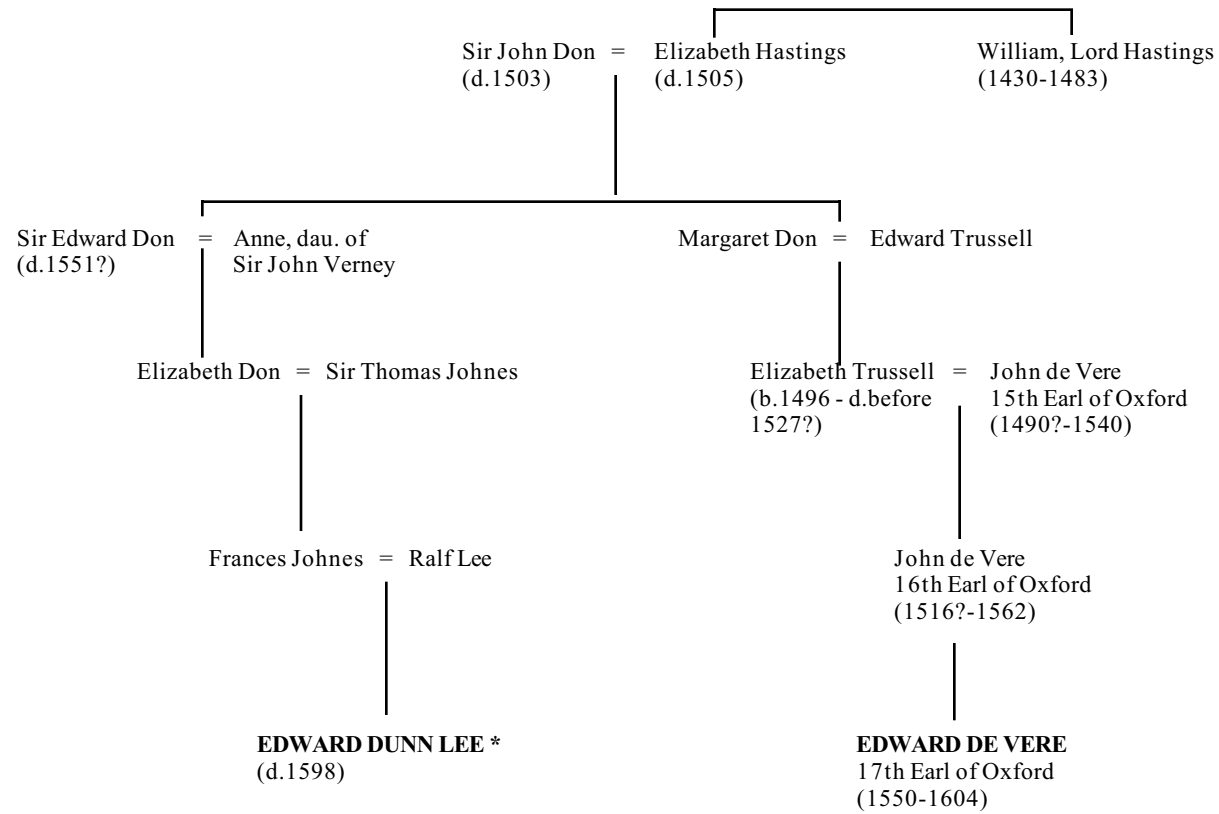 Sir John Don = Elizabeth Hastings William, Lord Hastings
(d.1503) (d.1505) (1430-1483)
Sir Edward Don = Anne, dau. of Margaret Don = Edward Trussell
(d.1551?) Sir John Verney
Elizabeth Don = Sir Thomas Johnes Elizabeth Trussell = John de Vere
(b.1496 - d.before 15th Earl of Oxford
1527?) (1490?-1540)
Frances Johnes = Ralf Lee John de Vere
16th Earl of Oxford
(1516?-1562)
EDWARD DUNN LEE * EDWARD DE VERE
(d.1598) 17th Earl of Oxford
(1550-1604)